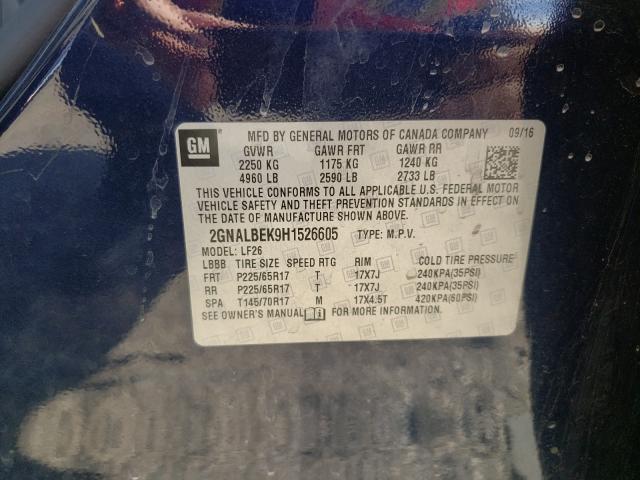 GM MFD BY GENERAL MOTORS OF CANADA COMPANY 09/16
GVWR GAWR FRT GAWR RR
2250 KG 1175 KG 1240 KG
4960 LB 2590 LB 2733 LB
THIS VEHICLE CONFORMS TO ALL APPLICABLE U.S. FEDERAL MOTOR
VEHICLE SAFETY AND THEFT PREVENTION STANDARDS IN EFFECT
ON THE DATE OF MANUFACTURE SHOWN ABOVE.
2GNALBEK9H1526605 TYPE: M.P.V.
MODEL: LF26
LBBB TIRE SIZE SPEED RTG RIM COLD TIRE PRESSURE
FRT P225/65R17 T 17X7J 240KPA(35PSI)
RR P225/65R17 T 17X7J 240KPA(35PSI)
SPA T145/70R17 M 17X4.5T 420KPA(60PSI)
SEE OWNER'S MANUAL FOR MORE INFORMATION.